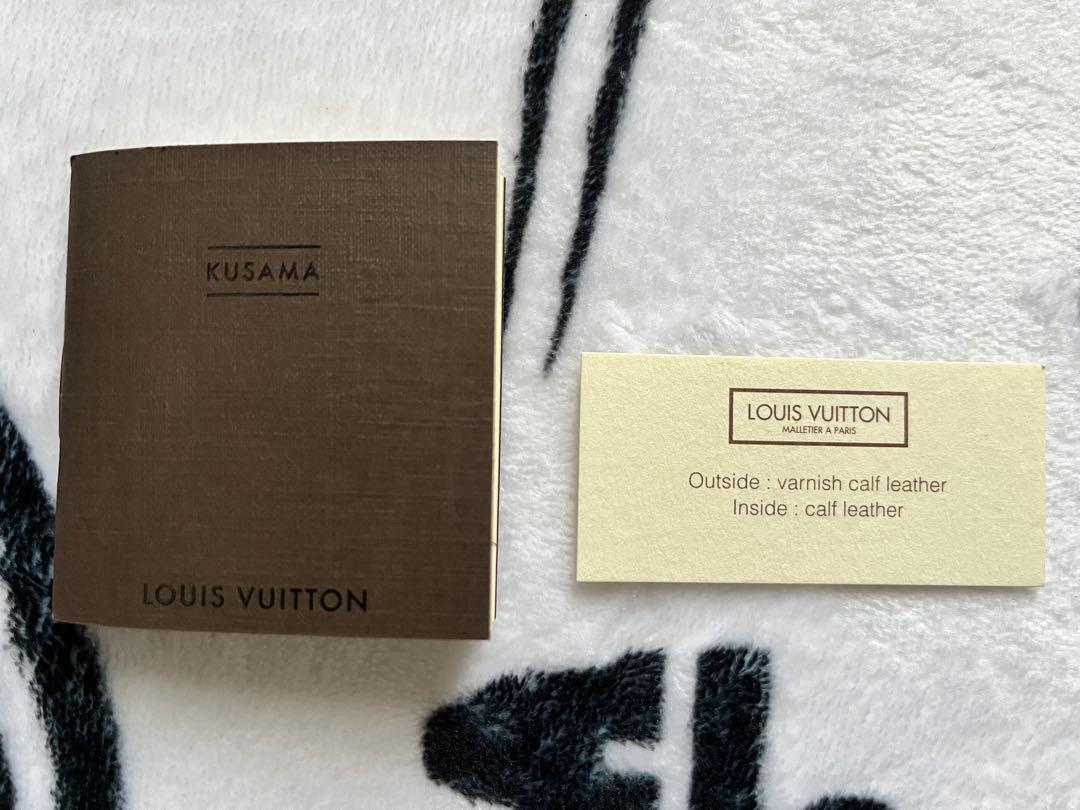 KUSAMA
LOUIS VUITTON
LOUIS VUITTON
MALLETIER A PARIS
Outside : varnish calf leather
Inside : calf leather